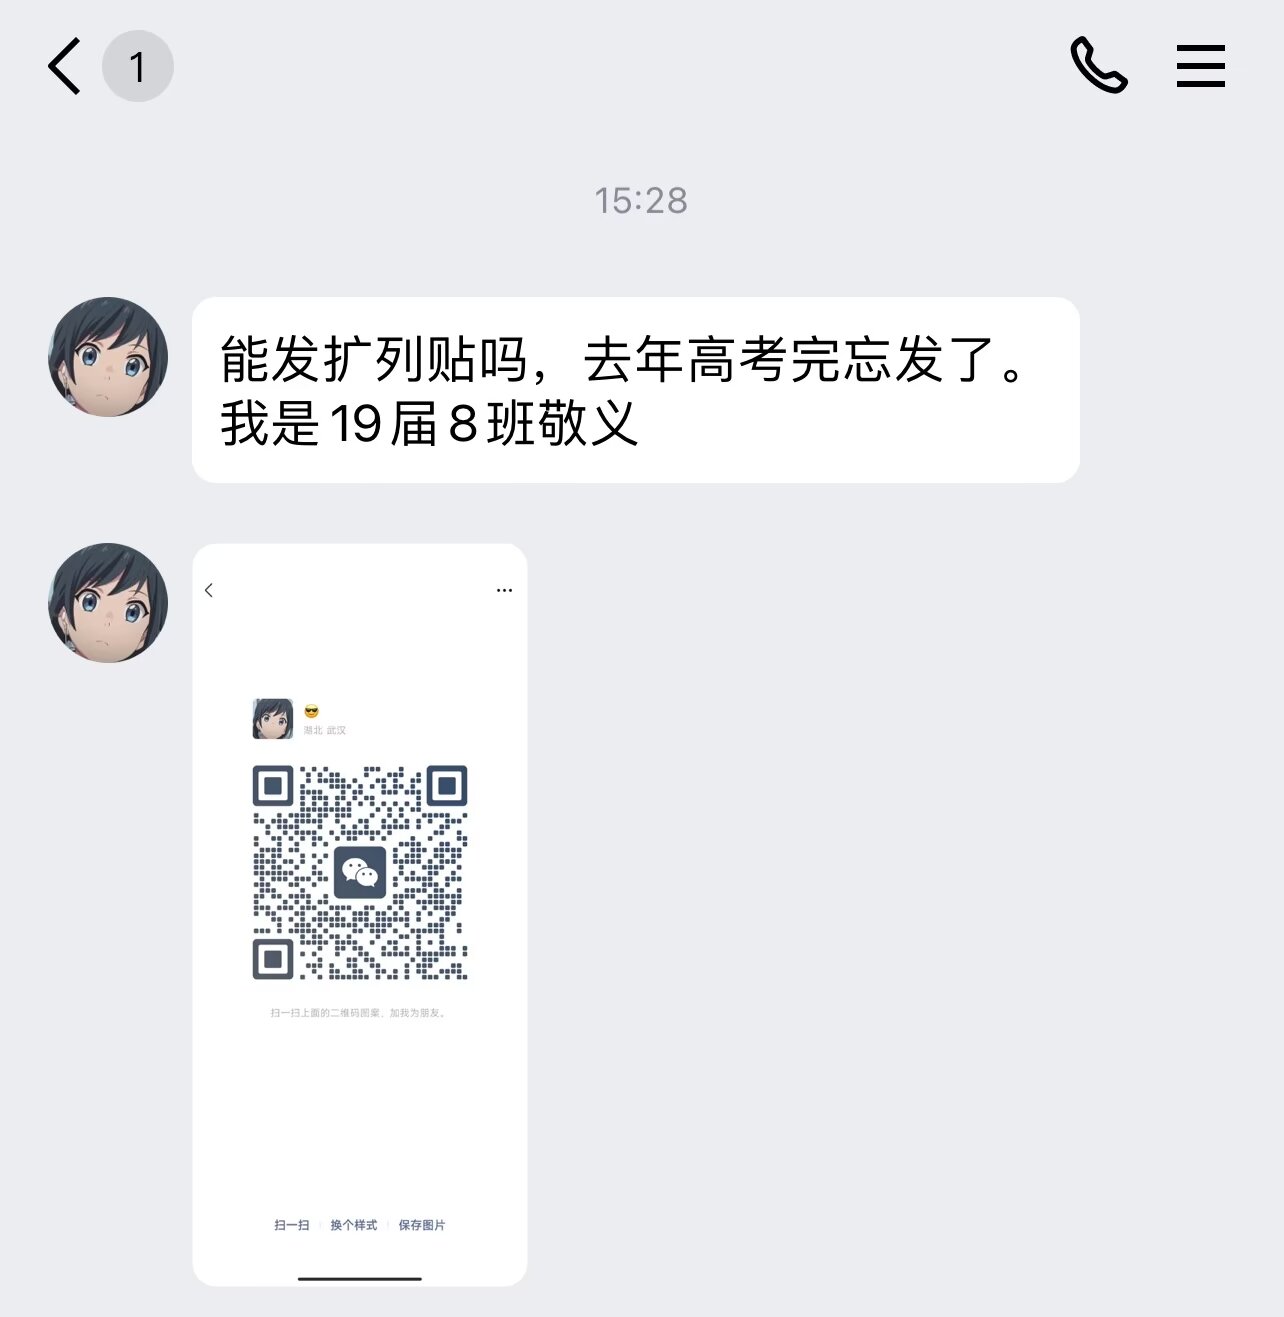 1
15:28
能发扩列贴吗，去年高考完忘发了。
我是19届8班敬义
湖北 武汉
扫一扫上面的二维码图案，加我为朋友。
扫一扫 换个样式 保存图片